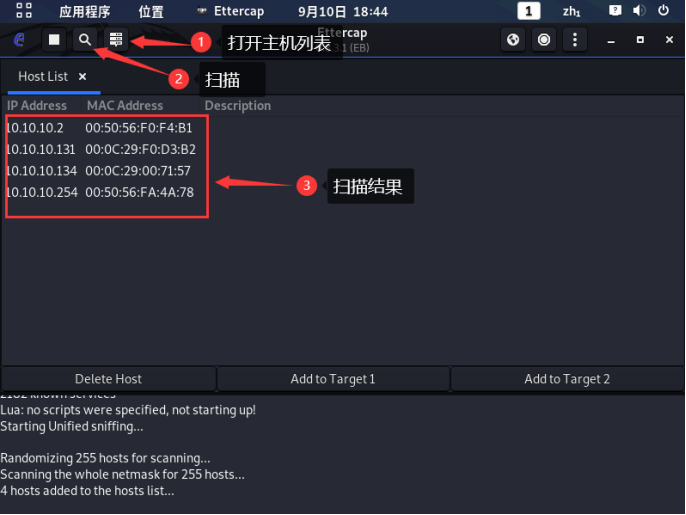 应用程序 位置 Ettercap 9月10日 18:44 1 zh₁ ?
Ettercap
3.1 (EB)
1 打开主机列表
2 扫描
Host List ×
IP Address MAC Address Description
10.10.10.2 00:50:56:F0:F4:B1
10.10.10.131 00:0C:29:F0:D3:B2
10.10.10.134 00:0C:29:00:71:57
10.10.10.254 00:50:56:FA:4A:78
3 扫描结果
Delete Host Add to Target 1 Add to Target 2
2182 known services
Lua: no scripts were specified, not starting up!
Starting Unified sniffing...
Randomizing 255 hosts for scanning...
Scanning the whole netmask for 255 hosts...
4 hosts added to the hosts list...